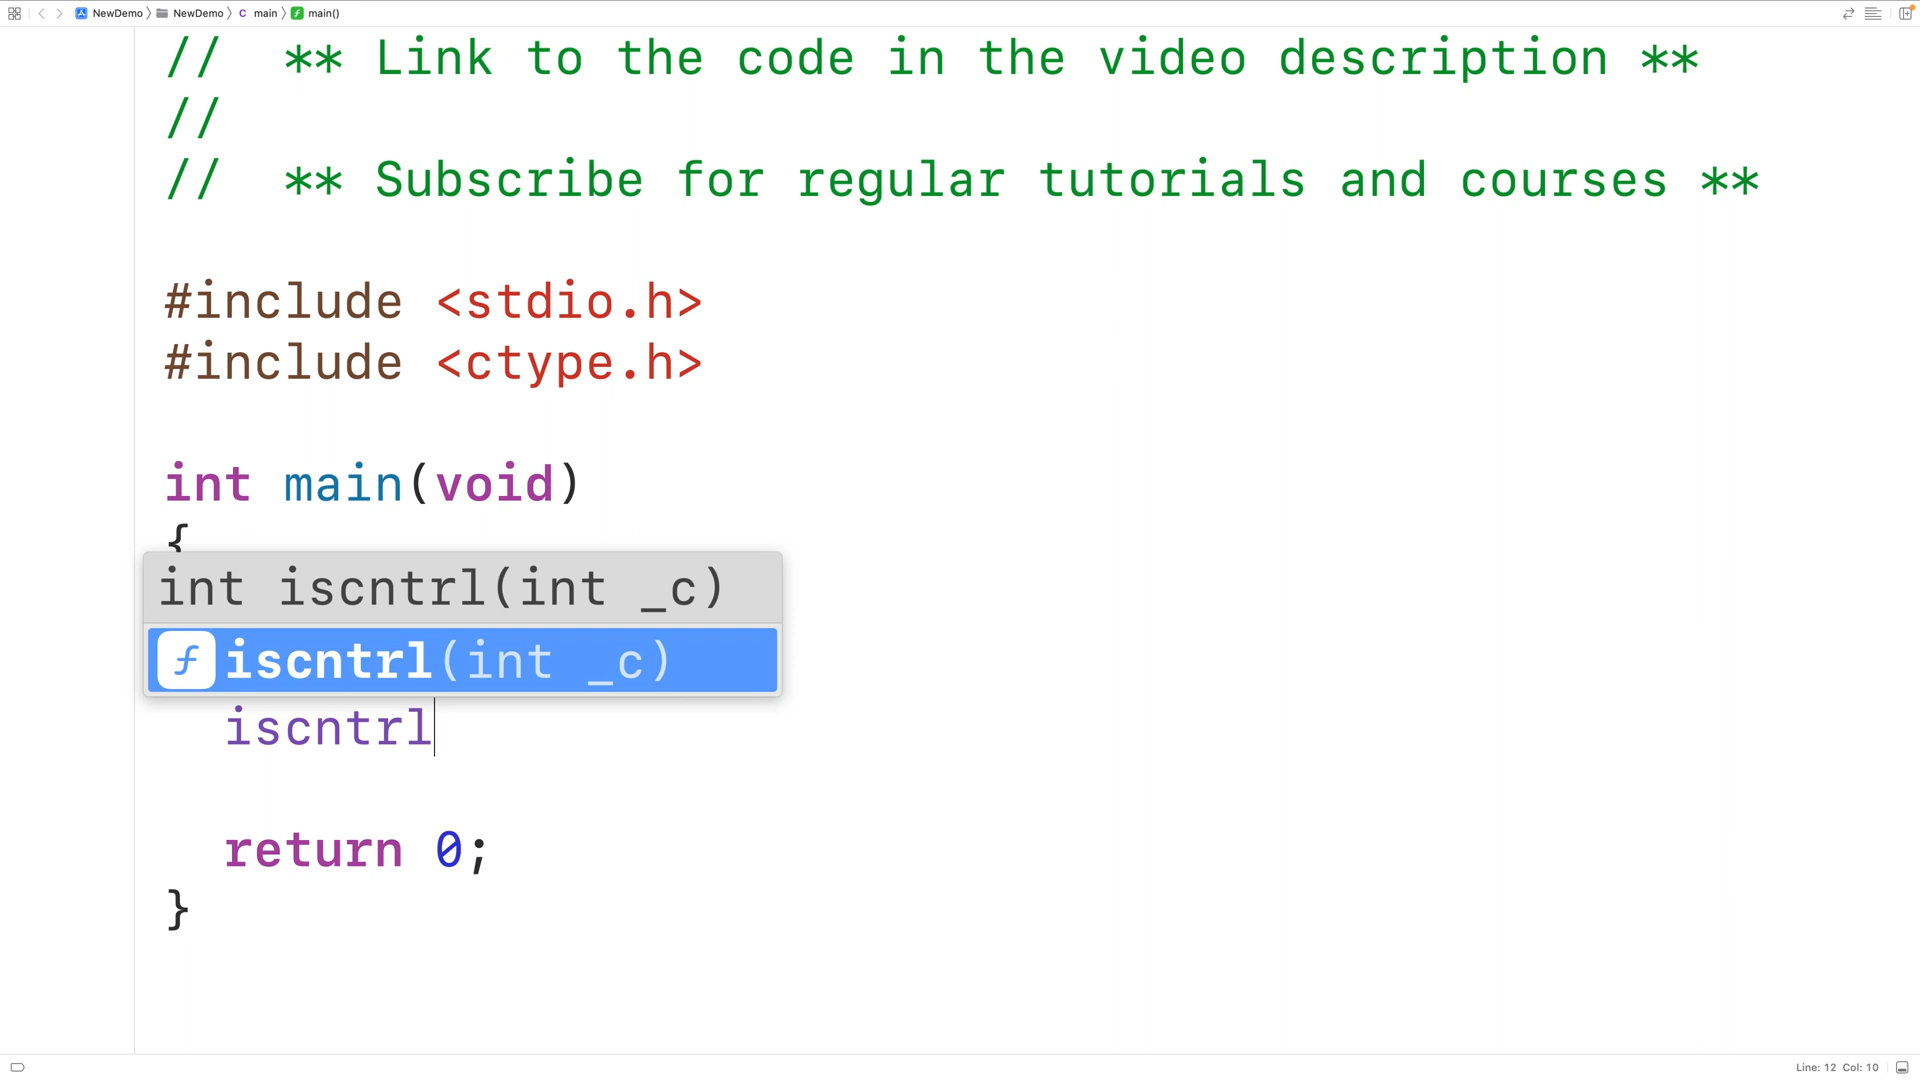 NewDemo 〉 NewDemo 〉 C main 〉 f main()
//  ** Link to the code in the video description **
//
//  ** Subscribe for regular tutorials and courses **
#include <stdio.h>
#include <ctype.h>
int main(void)
{
int iscntrl(int _c)
f iscntrl(int _c)
iscntrl
return 0;
}
Line: 12 Col: 10